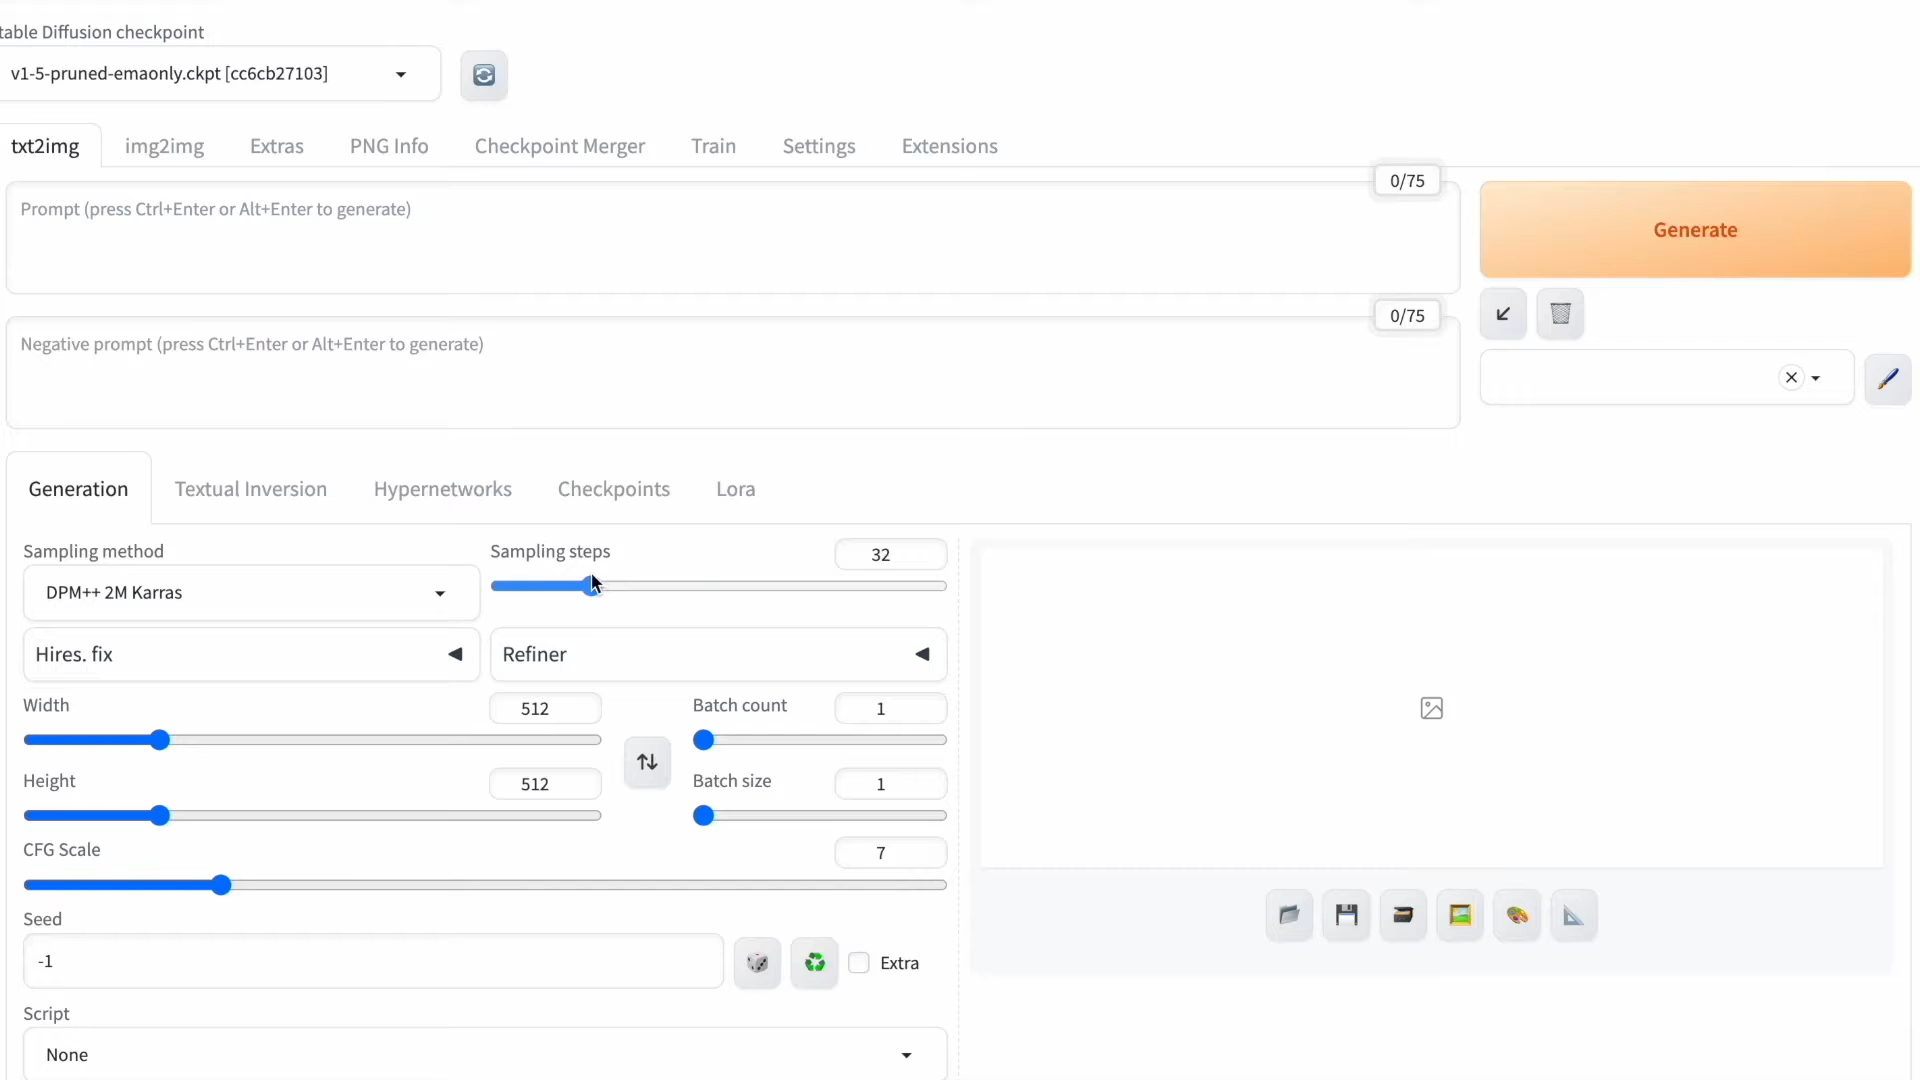 table Diffusion checkpoint
v1-5-pruned-emaonly.ckpt [cc6cb27103]
txt2img img2img Extras PNG Info Checkpoint Merger Train Settings Extensions
0/75
Prompt (press Ctrl+Enter or Alt+Enter to generate)
Generate
0/75
Negative prompt (press Ctrl+Enter or Alt+Enter to generate)
Generation Textual Inversion Hypernetworks Checkpoints Lora
Sampling method
DPM++ 2M Karras
Sampling steps 32
Hires. fix
Refiner
Width 512
Batch count 1
Height 512
Batch size 1
CFG Scale 7
Seed
-1
Extra
Script
None